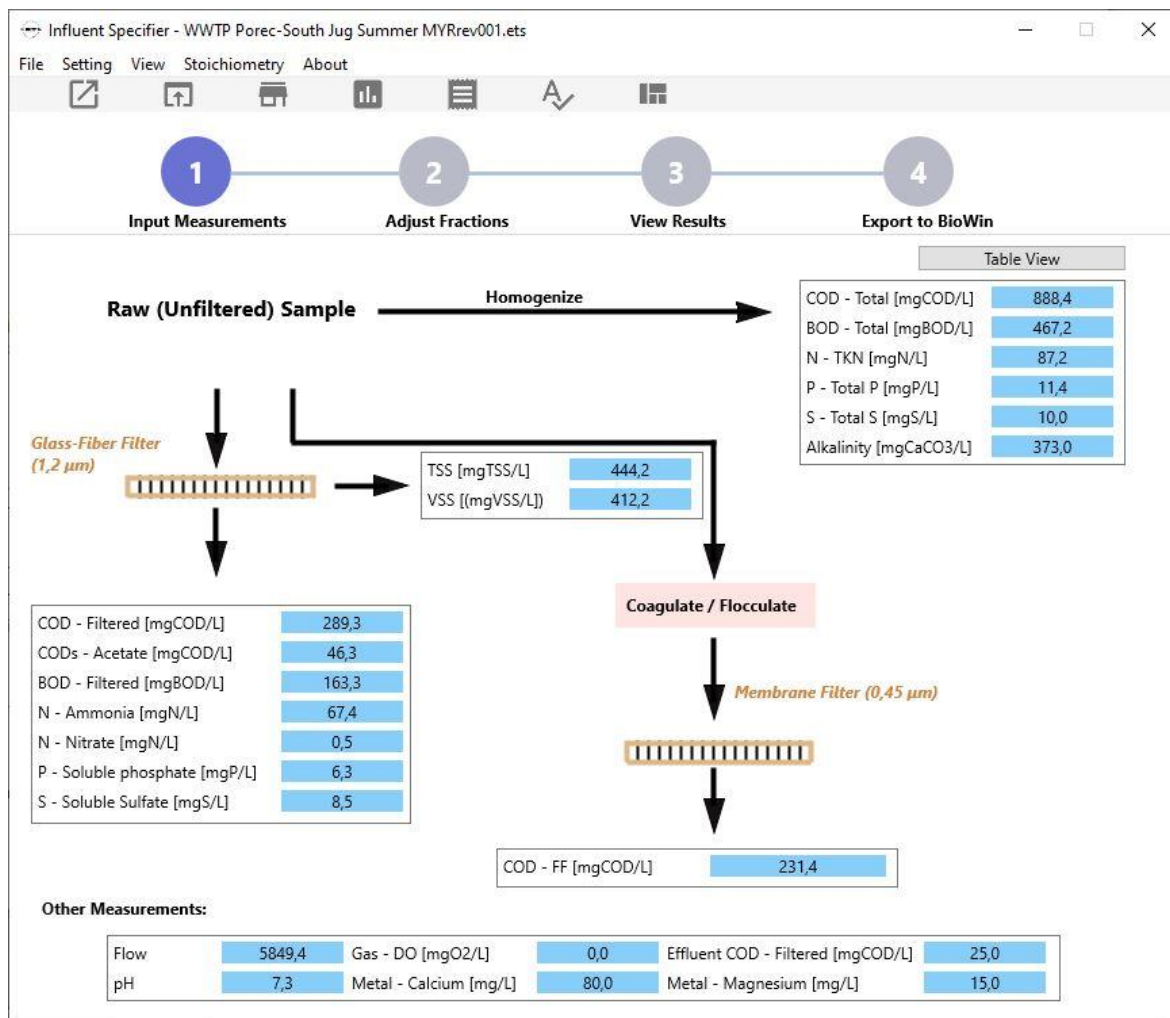 Influent Specifier - WWTP Porec-South Jug Summer MYRrev001.ets
File Setting View Stoichiometry About
1 2 3 4
Input Measurements Adjust Fractions View Results Export to BioWin
Table View
Raw (Unfiltered) Sample
Homogenize
COD - Total [mgCOD/L] 888,4
BOD - Total [mgBOD/L] 467,2
N - TKN [mgN/L] 87,2
P - Total P [mgP/L] 11,4
S - Total S [mgS/L] 10,0
Alkalinity [mgCaCO3/L] 373,0
Glass-Fiber Filter
(1,2 μm)
TSS [mgTSS/L] 444,2
VSS [(mgVSS/L]) 412,2
Coagulate / Flocculate
COD - Filtered [mgCOD/L] 289,3
CODs - Acetate [mgCOD/L] 46,3
BOD - Filtered [mgBOD/L] 163,3
N - Ammonia [mgN/L] 67,4
N - Nitrate [mgN/L] 0,5
P - Soluble phosphate [mgP/L] 6,3
S - Soluble Sulfate [mgS/L] 8,5
Membrane Filter (0,45 μm)
COD - FF [mgCOD/L] 231,4
Other Measurements:
Flow 5849,4 Gas - DO [mgO2/L] 0,0 Effluent COD - Filtered [mgCOD/L] 25,0
pH 7,3 Metal - Calcium [mg/L] 80,0 Metal - Magnesium [mg/L] 15,0